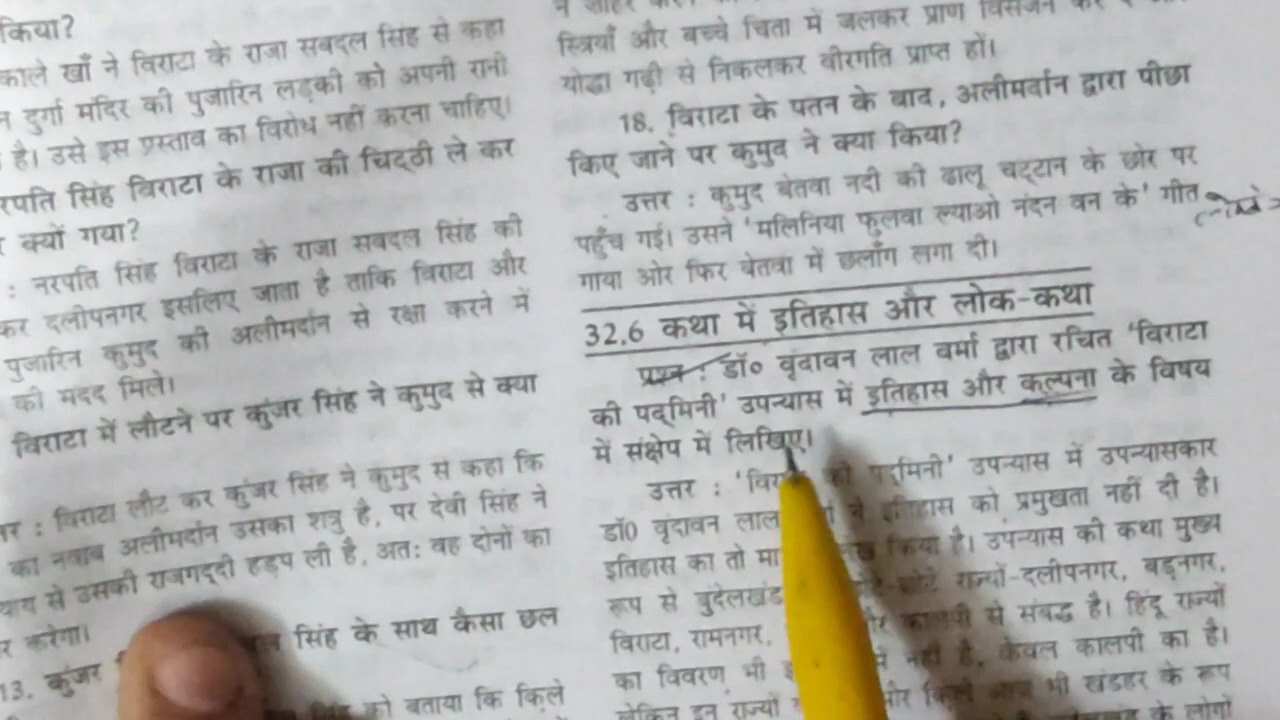 किया?
काले खाँ ने विराटा के राजा सबदल सिंह से कहा
दुर्गा मंदिर की पुजारिन लड़की को अपनी रानी
है। उसे इस प्रस्ताव का विरोध नहीं करना चाहिए।
रपति सिंह विराटा के राजा की चिट्ठी ले कर
क्यों गया?
: नरपति सिंह विराटा के राजा सबदल सिंह की
कर दलीपनगर इसलिए जाता है ताकि विराटा और
पुजारिन कुमुद की अलीमर्दान से रक्षा करने में
की मदद मिले।
विराटा में लौटने पर कुंजर सिंह ने कुमुद से क्या
र : विराटा लौट कर कुंजर सिंह ने कुमुद से कहा कि
का नवाब अलीमर्दान उसका शत्रु है, पर देवी सिंह ने
याय से उसकी राजगद्दी हड़प ली है, अतः वह दोनों का
र करेगा।
13. कुंजर सिंह के साथ कैसा छल
को बताया कि किले
स्त्रियाँ और बच्चे चिता में जलकर प्राण विसर्जन कर
योद्धा गढ़ी से निकलकर वीरगति प्राप्त हों।
18. विराटा के पतन के बाद, अलीमर्दान द्वारा पीछा
किए जाने पर कुमुद ने क्या किया?
उत्तर : कुमुद बेतवा नदी की ढालू चट्टान के छोर पर
पहुँच गई। उसने 'मलिनिया फुलवा ल्याओ नंदन वन के' गीत
गाया ओर फिर बेतवा में छलाँग लगा दी।
32.6 कथा में इतिहास और लोक-कथा
प्रश्न : डॉ० वृंदावन लाल वर्मा द्वारा रचित 'विराटा
की पद्मिनी' उपन्यास में इतिहास और कल्पना के विषय
में संक्षेप में लिखिए।
उत्तर : 'वि की पद्मिनी' उपन्यास में उपन्यासकार
डॉ0 वृंदावन लाल ने इतिहास को प्रमुखता नहीं दी है।
इतिहास का तो किया है। उपन्यास की कथा मुख्य
रूप से बुंदेलखंड राज्यों-दलीपनगर, बड़नगर,
विराटा, रामनगर, कालपी से संबद्ध है। हिंदू राज्यों
का विवरण भी नहीं है, केवल कालपी का है।
लेकिन इन राज्यों और किले आज भी खंडहर के रूप
के लोगों